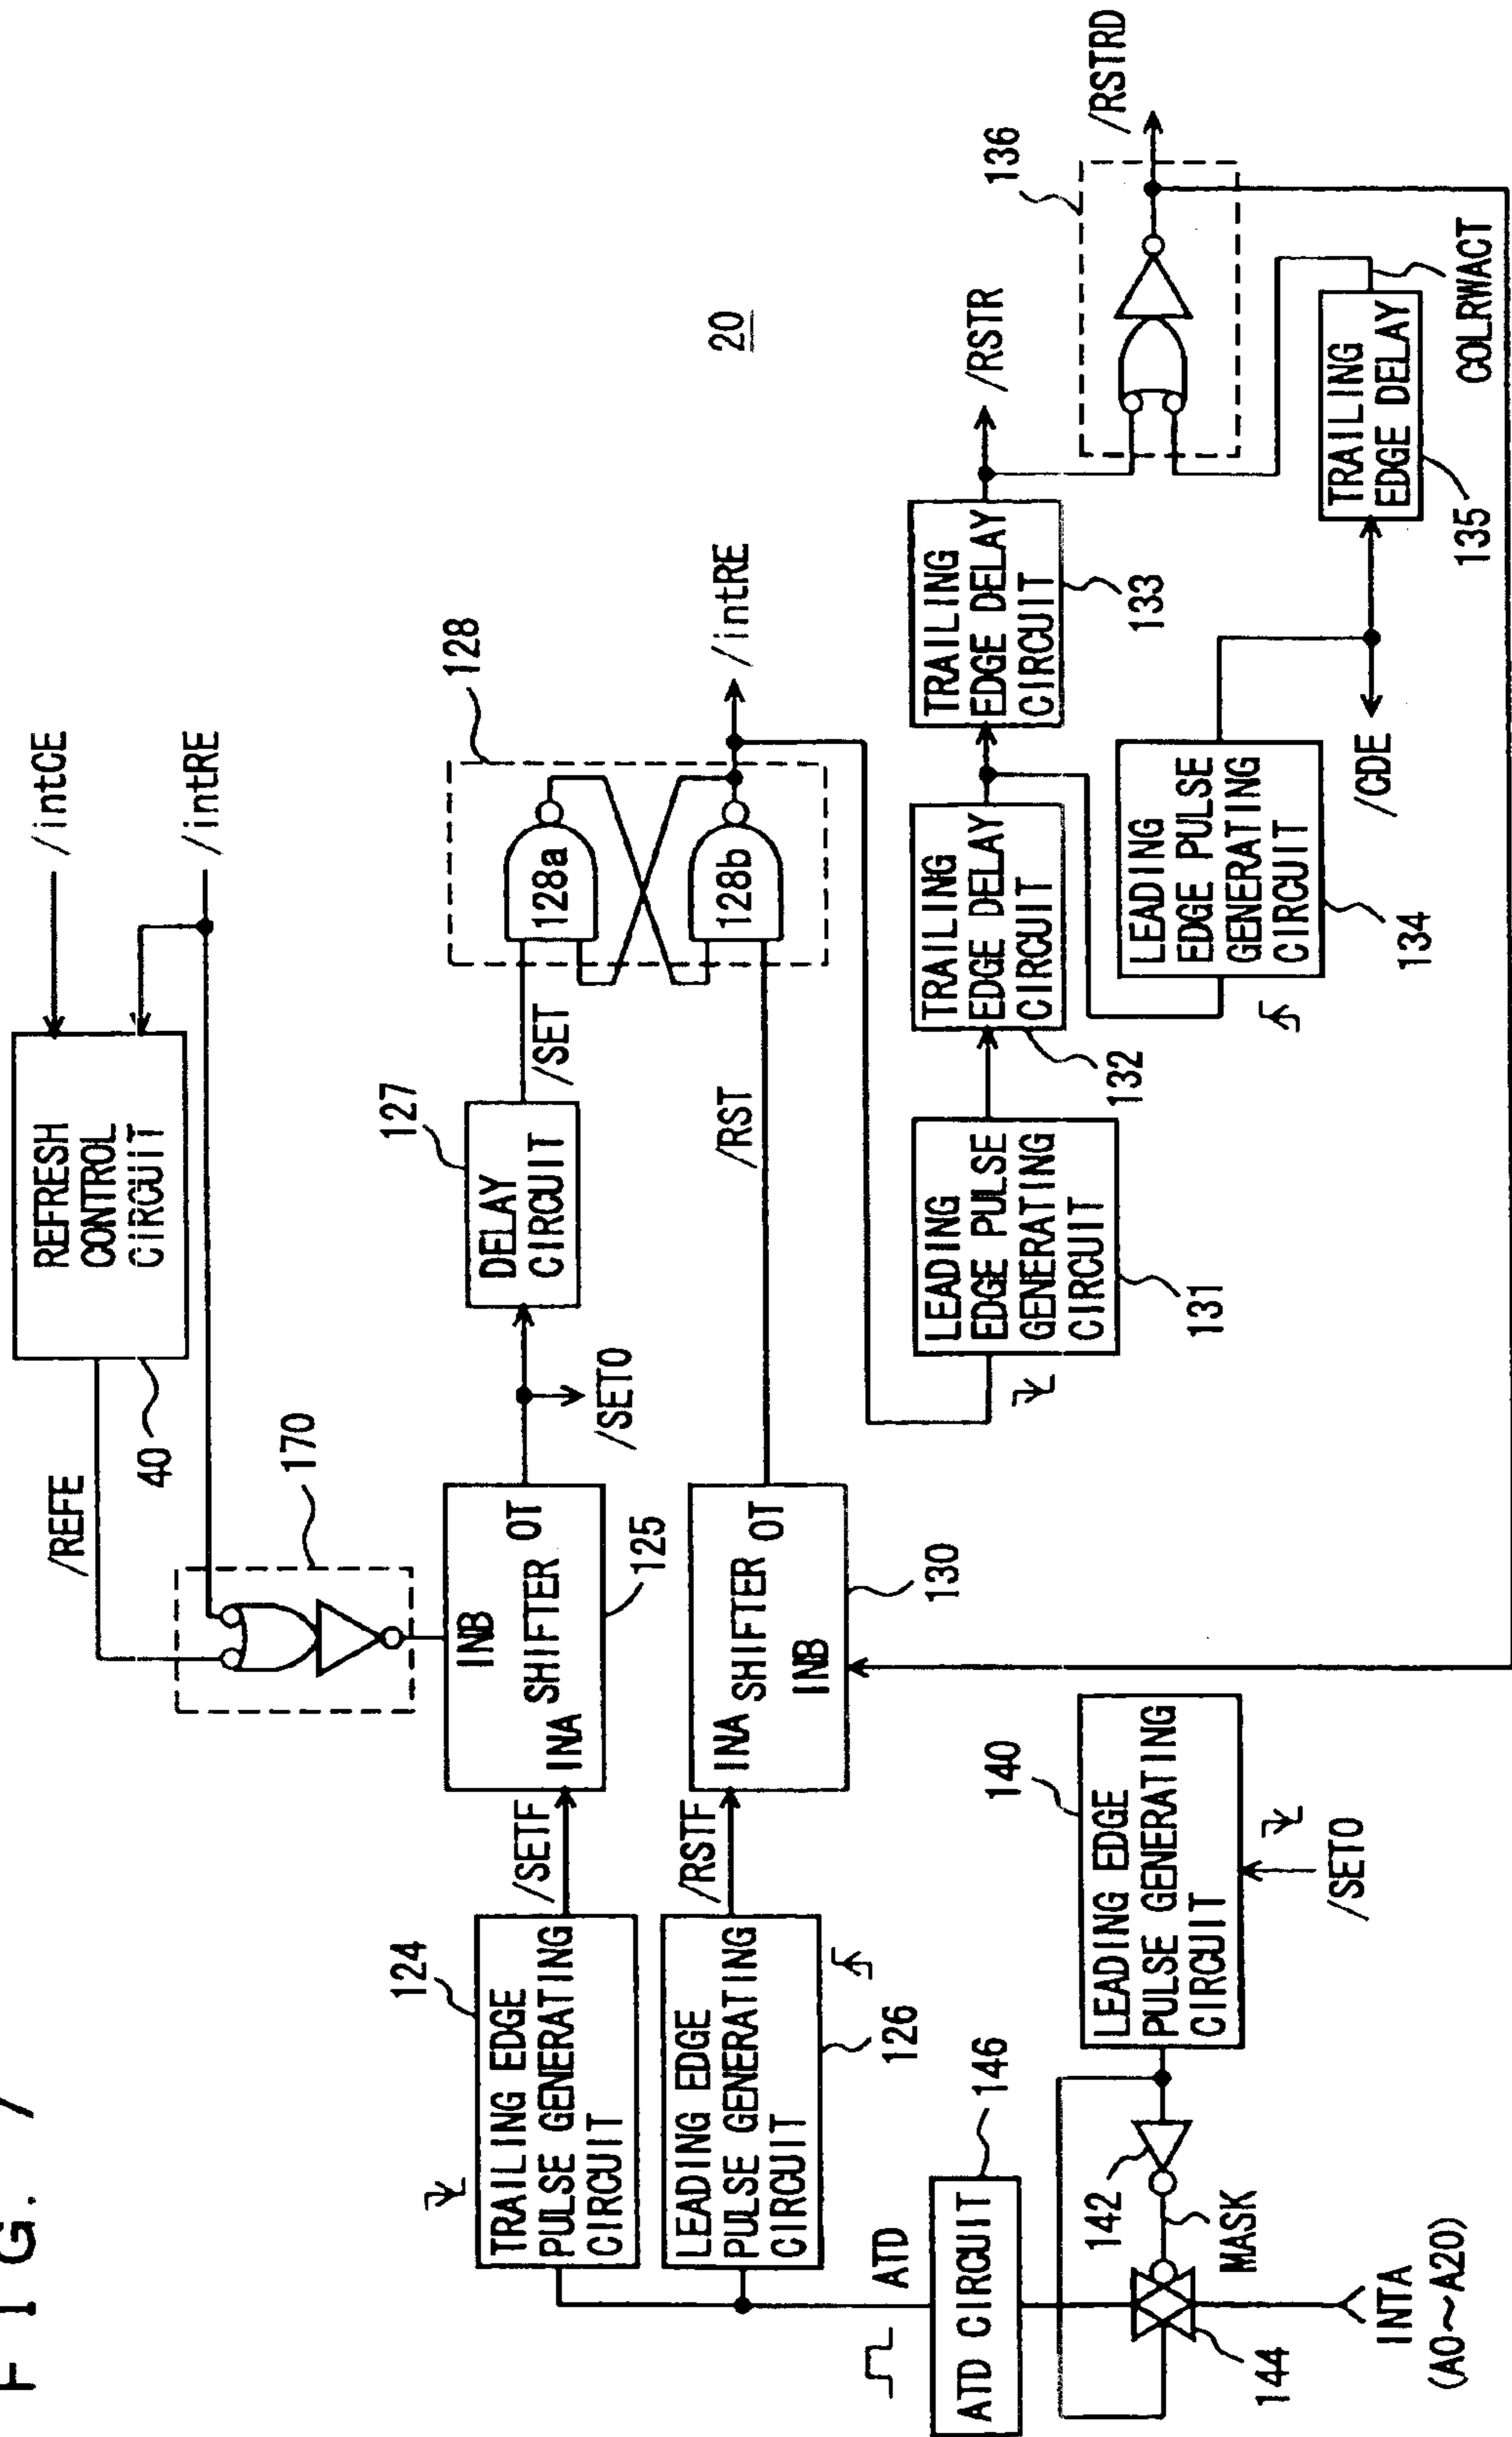 FIG. 7
/intCE
/intRE
REFRESH
CONTROL
CIRCUIT
40
/REFE
170
INB
INA
SHIFTER
OT
125
/SET0
127
DELAY
CIRCUIT
/SET
128
128a
128b
/intRE
124
TRAILING EDGE
PULSE GENERATING
CIRCUIT
/SETF
LEADING EDGE
PULSE GENERATING
CIRCUIT
126
/RSTF
INA
SHIFTER
INB
OT
130
/RST
20
ATD
146
ATD CIRCUIT
142
MASK
144
INTA
(A0~A20)
140
LEADING EDGE
PULSE GENERATING
CIRCUIT
/SET0
LEADING
EDGE PULSE
GENERATING
CIRCUIT
131
TRAILING
EDGE DELAY
CIRCUIT
132
TRAILING
EDGE DELAY
CIRCUIT
133
/RSTR
LEADING
EDGE PULSE
GENERATING
CIRCUIT
134
/CDE
TRAILING
EDGE DELAY
135
COLRWACT
136
/RSTRD